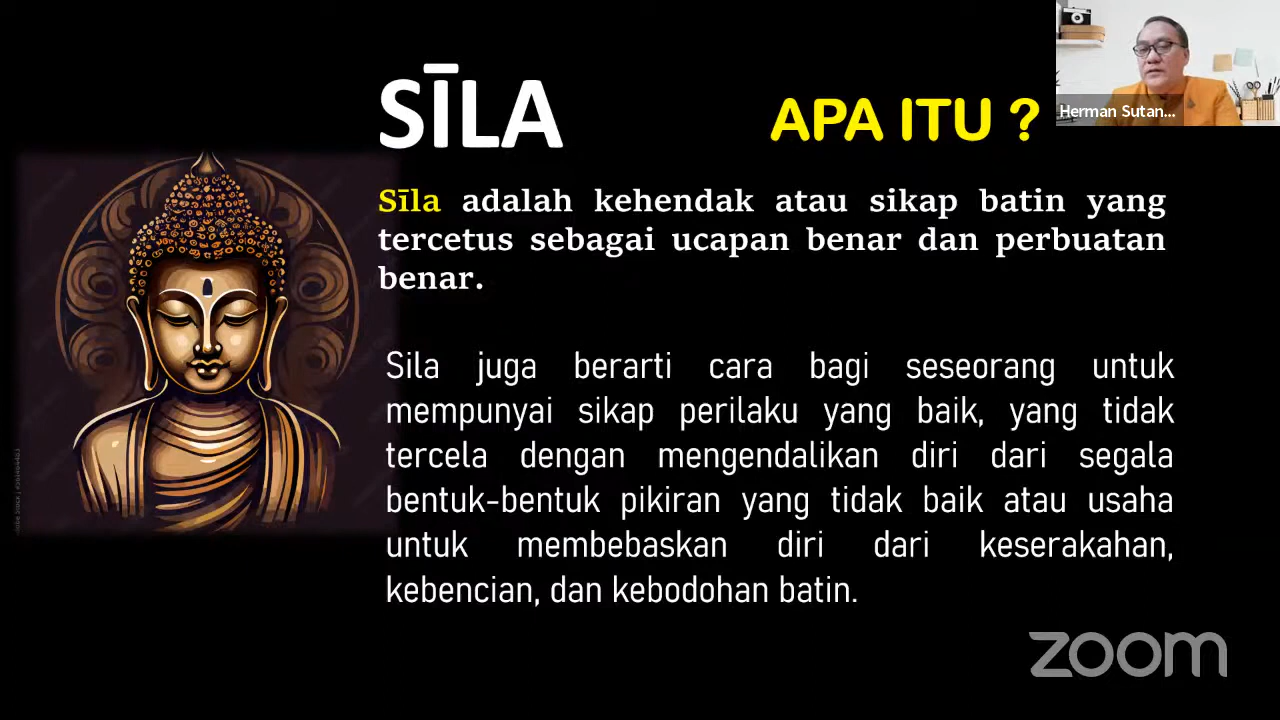 SĪLA
APA ITU ?
Herman Sutan...
Sīla adalah kehendak atau sikap batin yang
tercetus sebagai ucapan benar dan perbuatan
benar.
Sila juga berarti cara bagi seseorang untuk
mempunyai sikap perilaku yang baik, yang tidak
tercela dengan mengendalikan diri dari segala
bentuk-bentuk pikiran yang tidak baik atau usaha
untuk membebaskan diri dari keserakahan,
kebencian, dan kebodohan batin.
zoom